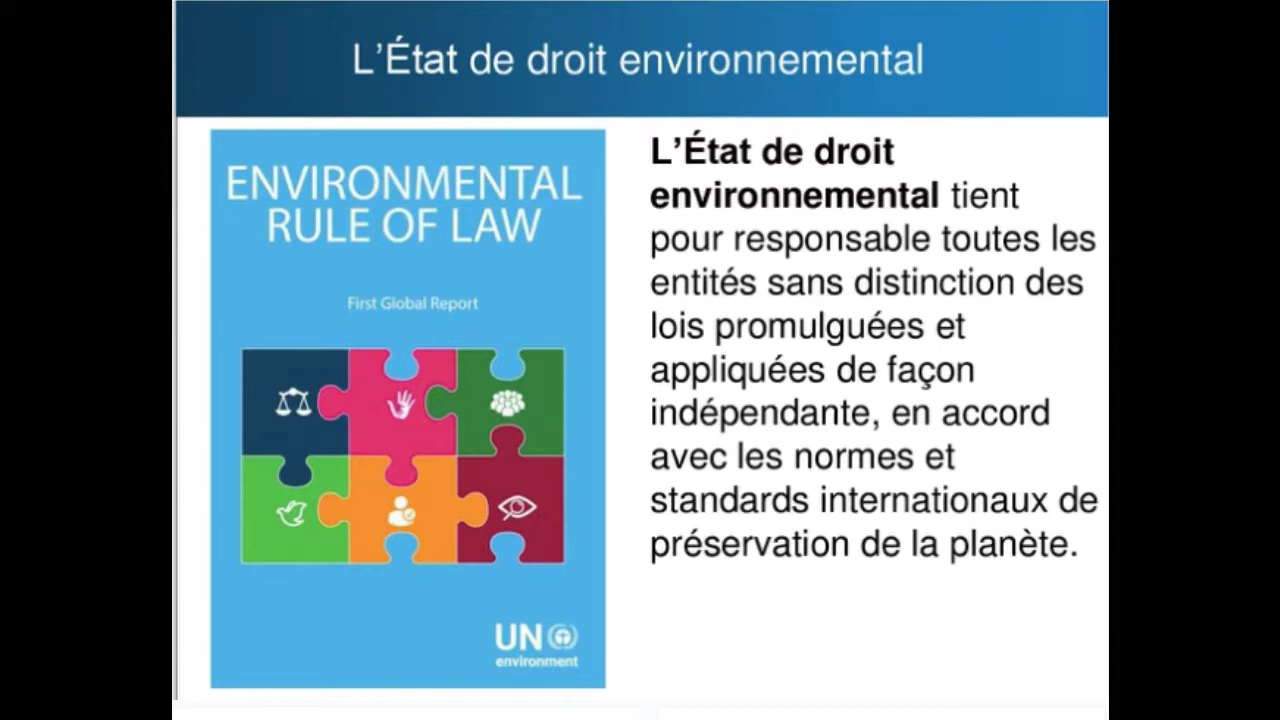 L’État de droit environnemental
ENVIRONMENTAL
RULE OF LAW
First Global Report
UN
environment
L’État de droit
environnemental tient
pour responsable toutes les
entités sans distinction des
lois promulguées et
appliquées de façon
indépendante, en accord
avec les normes et
standards internationaux de
préservation de la planète.